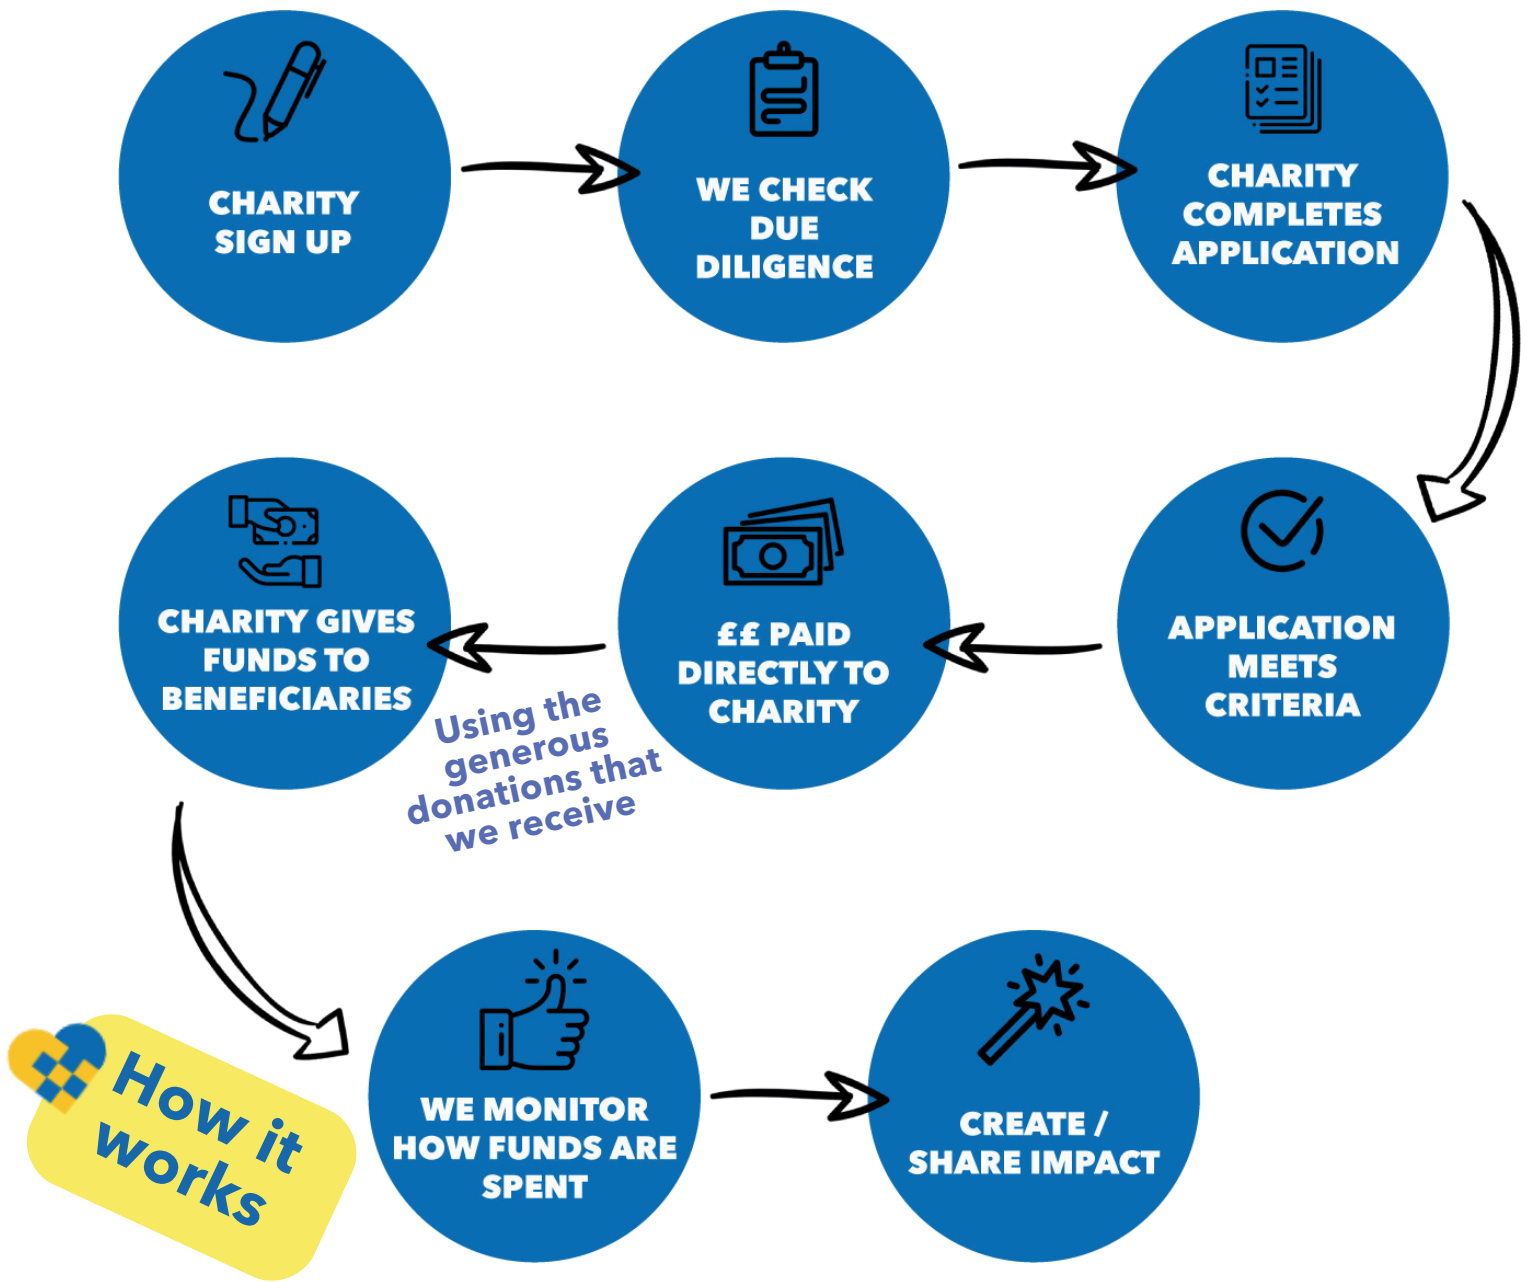 CHARITY
SIGN UP
WE CHECK
DUE
DILIGENCE
CHARITY
COMPLETES
APPLICATION
APPLICATION
MEETS
CRITERIA
££ PAID
DIRECTLY TO
CHARITY
Using the
generous
donations that
we receive
CHARITY GIVES
FUNDS TO
BENEFICIARIES
WE MONITOR
HOW FUNDS ARE
SPENT
CREATE /
SHARE IMPACT
How it
works